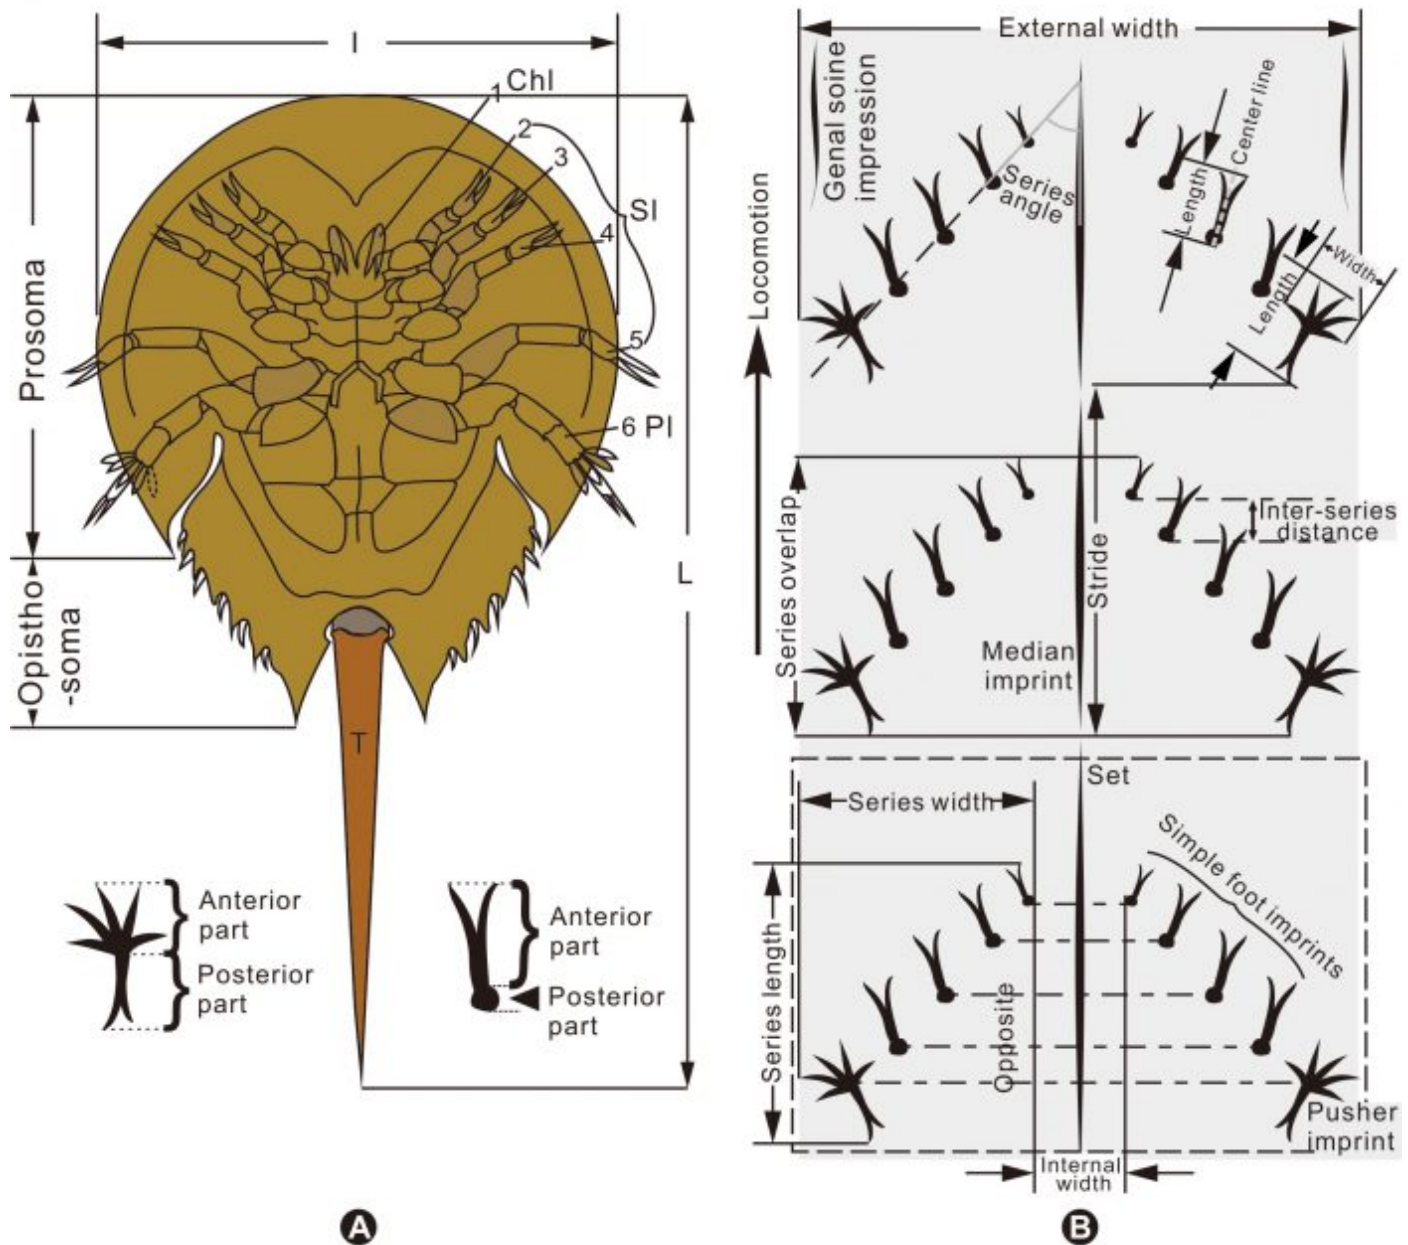 I
1 Chl
2
3
4
5
Sl
6 Pl
Prosoma
Opistho
-soma
L
T
Anterior
part
Posterior
part
Anterior
part
Posterior
part
A
External width
Genal soine
impression
Series
angle
Length
Center line
Width
Length
Locomotion
Series overlap
Stride
Inter-series
distance
Median
imprint
Set
Series width
Simple foot imprints
Series length
Opposite
Pusher
imprint
Internal
width
B